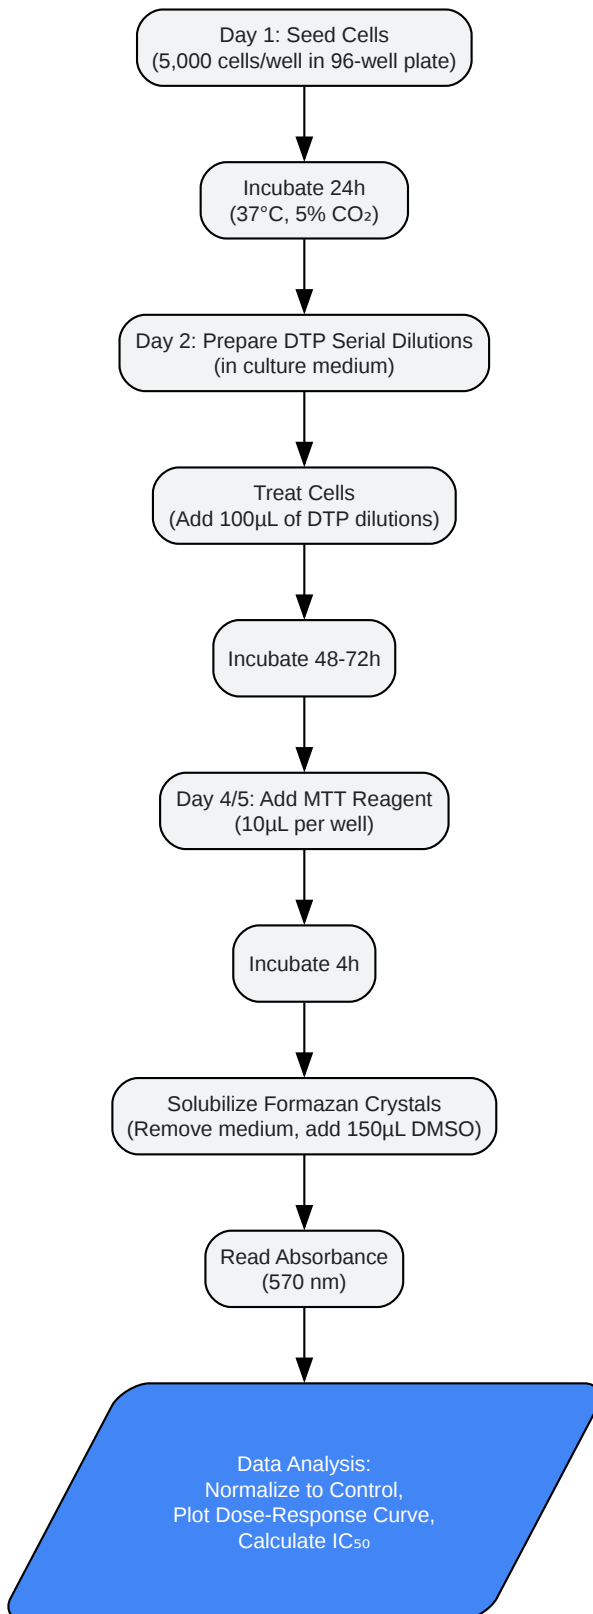 Day 1: Seed Cells
(5,000 cells/well in 96-well plate)
Incubate 24h
(37°C, 5% CO₂)
Day 2: Prepare DTP Serial Dilutions
(in culture medium)
Treat Cells
(Add 100µL of DTP dilutions)
Incubate 48-72h
Day 4/5: Add MTT Reagent
(10µL per well)
Incubate 4h
Solubilize Formazan Crystals
(Remove medium, add 150µL DMSO)
Read Absorbance
(570 nm)
Data Analysis:
Normalize to Control,
Plot Dose-Response Curve,
Calculate IC₅₀